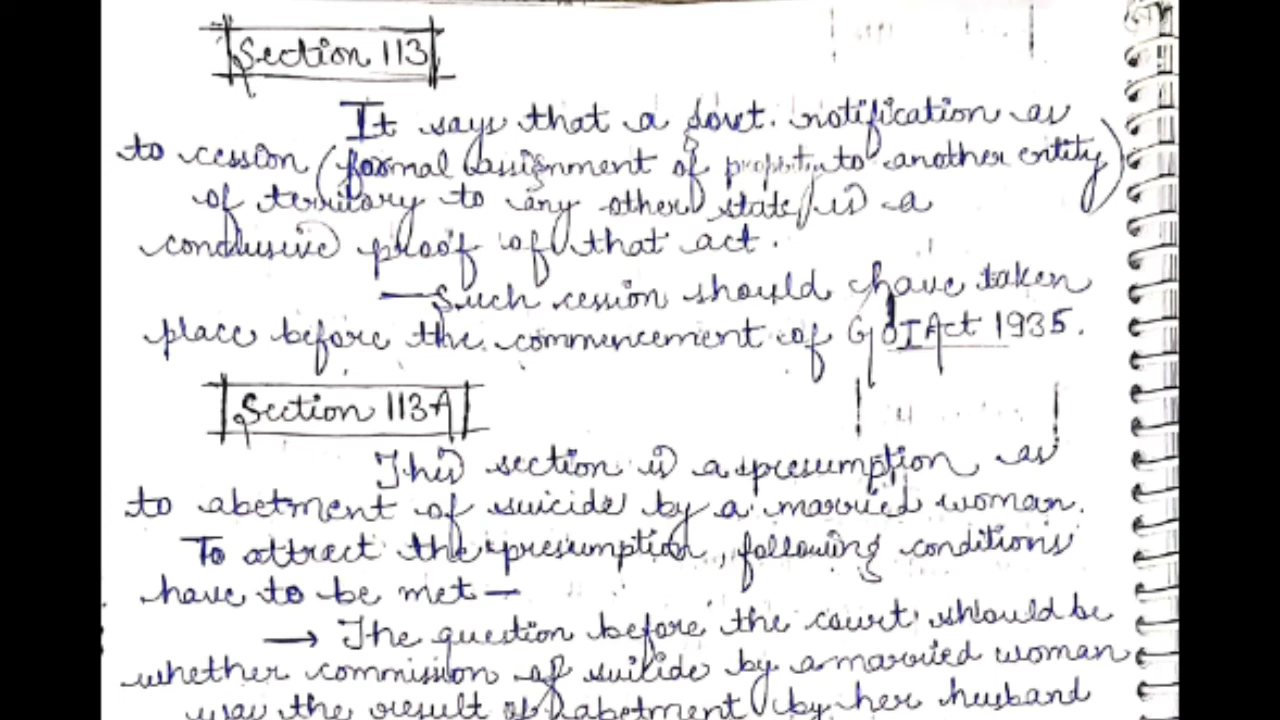 Section 113
It says that a Govt. notification as
to cession (formal assignment of property to another entity)
of territory to any other state is a
conclusive proof of that act.
— Such cession should have taken
place before the commencement of GOI Act 1935.
Section 113A
This section is a presumption as
to abetment of suicide by a married woman.
To attract the presumption, following conditions
have to be met —
→ The question before the court should be
whether commission of suicide by a married woman
was the result of abetment by her husband